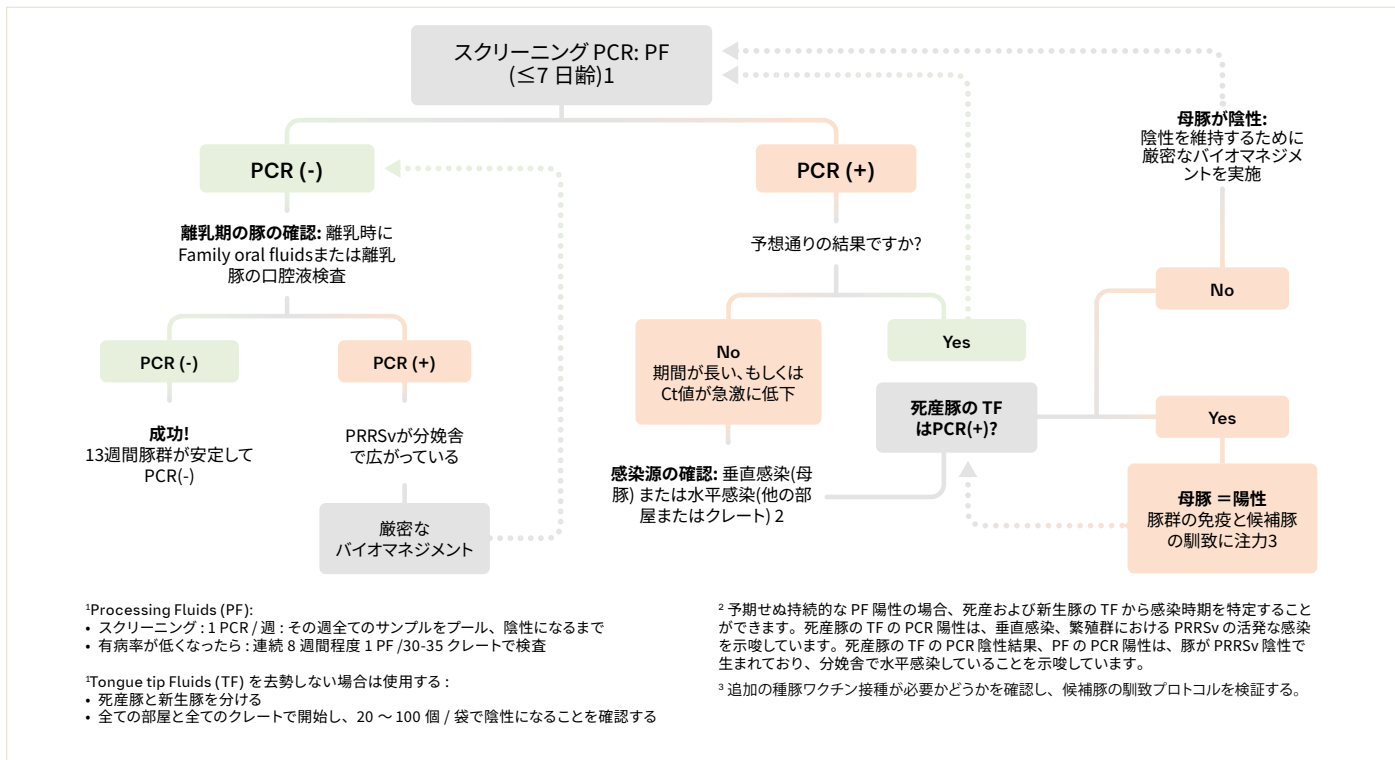 スクリーニング PCR: PF
(≤7 日齢)1
PCR (-)
離乳期の豚の確認: 離乳時に
Family oral fluidsまたは離乳
豚の口腔液検査
PCR (-)
成功!
13週間豚群が安定して
PCR(-)
PCR (+)
PRRSvが分娩舎
で広がっている
厳密な
バイオマネジメント
PCR (+)
予想通りの結果ですか?
No
期間が長い、もしくは
Ct値が急激に低下
感染源の確認: 垂直感染(母
豚) または水平感染(他の部
屋またはクレート) 2
Yes
死産豚の TF
はPCR(+)?
母豚が陰性:
陰性を維持するために
厳密なバイオマネジメ
ントを実施
No
Yes
母豚 ＝陽性
豚群の免疫と候補豚
の馴致に注力3
¹Processing Fluids (PF):
• スクリーニング : 1 PCR / 週 : その週全てのサンプルをプール、陰性になるまで
• 有病率が低くなったら : 連続 8 週間程度 1 PF /30-35 クレートで検査
¹Tongue tip Fluids (TF) を去勢しない場合は使用する :
• 死産豚と新生豚を分ける
• 全ての部屋と全てのクレートで開始し、20 ～ 100 個 / 袋で陰性になることを確認する
² 予期せぬ持続的な PF 陽性の場合、死産および新生豚の TF から感染時期を特定すること
ができます。死産豚の TF の PCR 陽性は、垂直感染、繁殖群における PRRSv の活発な感染
を示唆しています。死産豚の TF の PCR 陰性結果、PF の PCR 陽性は、豚が PRRSv 陰性で
生まれており、分娩舎で水平感染していることを示唆しています。
³ 追加の種豚ワクチン接種が必要かどうかを確認し、候補豚の馴致プロトコルを検証する。